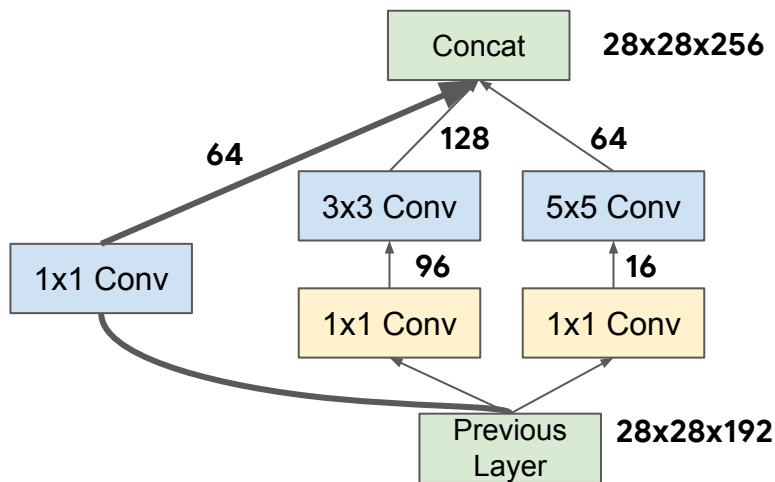 Concat
28x28x256
64
128
64
3x3 Conv
5x5 Conv
1x1 Conv
96
16
1x1 Conv
1x1 Conv
Previous
Layer
28x28x192